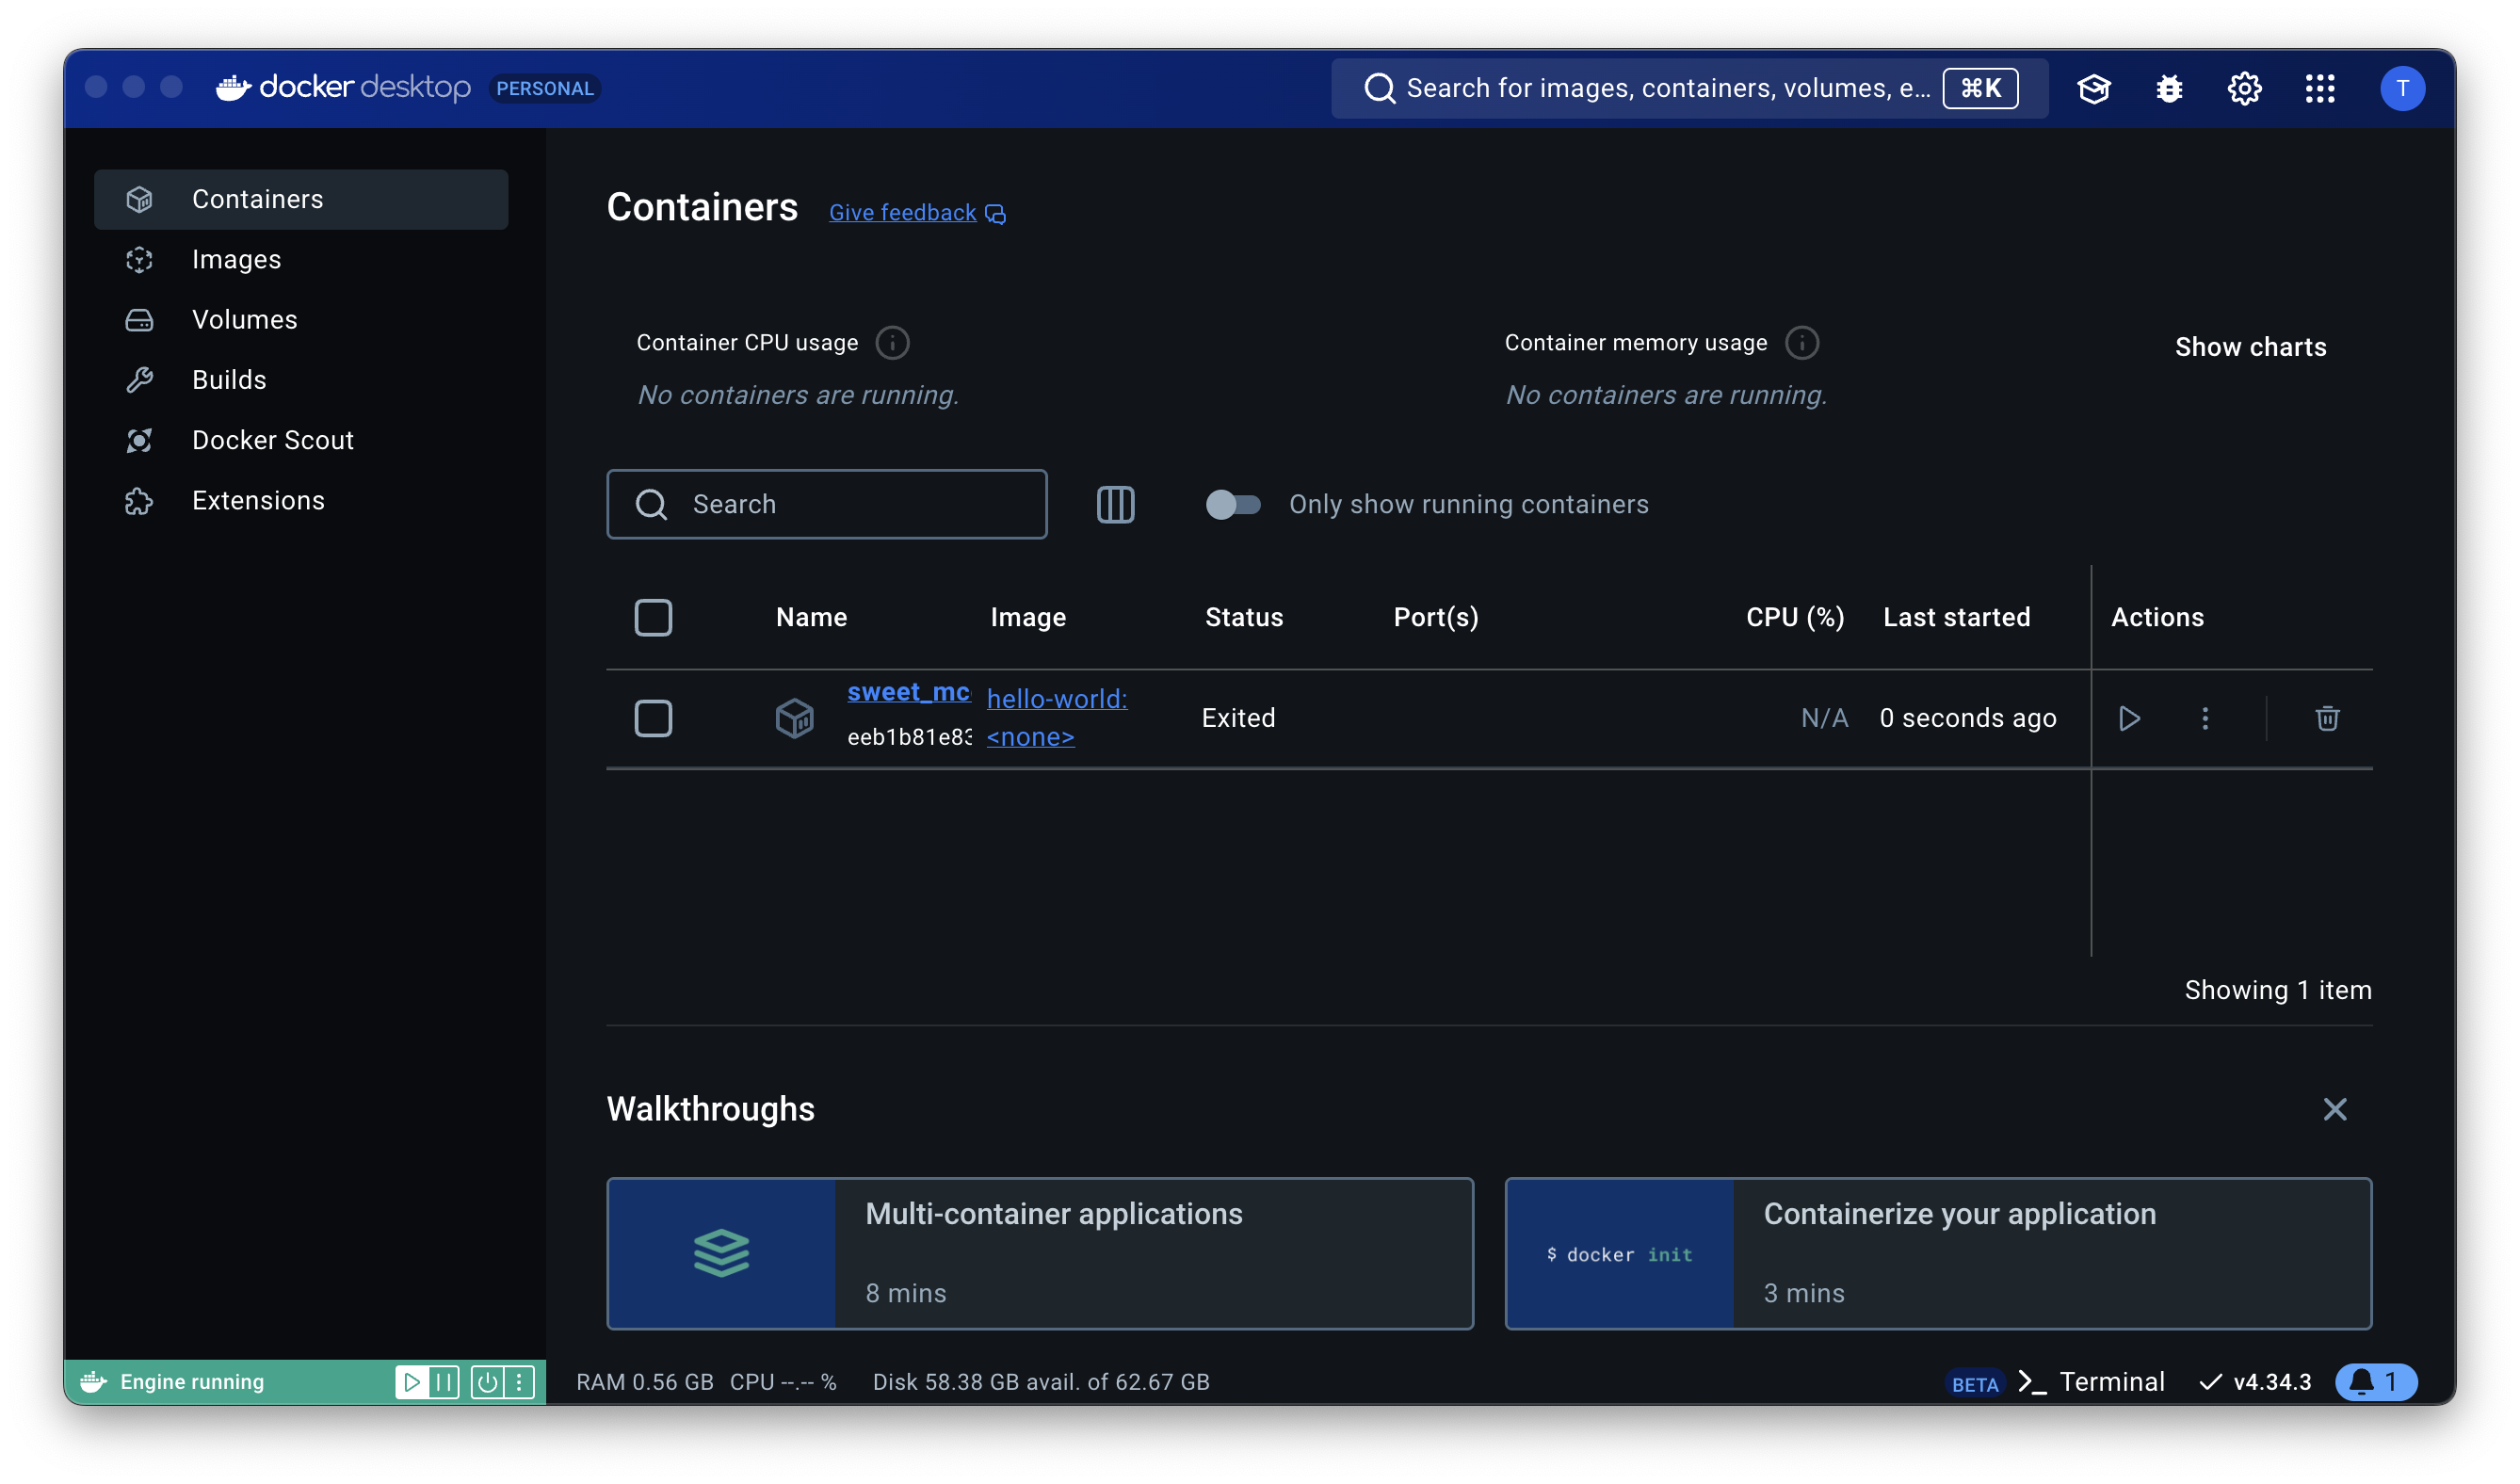 docker desktop PERSONAL
Search for images, containers, volumes, e... ⌘K
T
Containers
Images
Volumes
Builds
Docker Scout
Extensions
Containers Give feedback
Container CPU usage
No containers are running.
Container memory usage
No containers are running.
Show charts
Search
Only show running containers
Name Image Status Port(s) CPU (%) Last started Actions
sweet_mc
eeb1b81e83
hello-world:
<none>
Exited N/A 0 seconds ago
Showing 1 item
Walkthroughs
Multi-container applications
8 mins
$ docker init
Containerize your application
3 mins
Engine running
RAM 0.56 GB CPU --.-- % Disk 58.38 GB avail. of 62.67 GB
BETA >_ Terminal v4.34.3 1